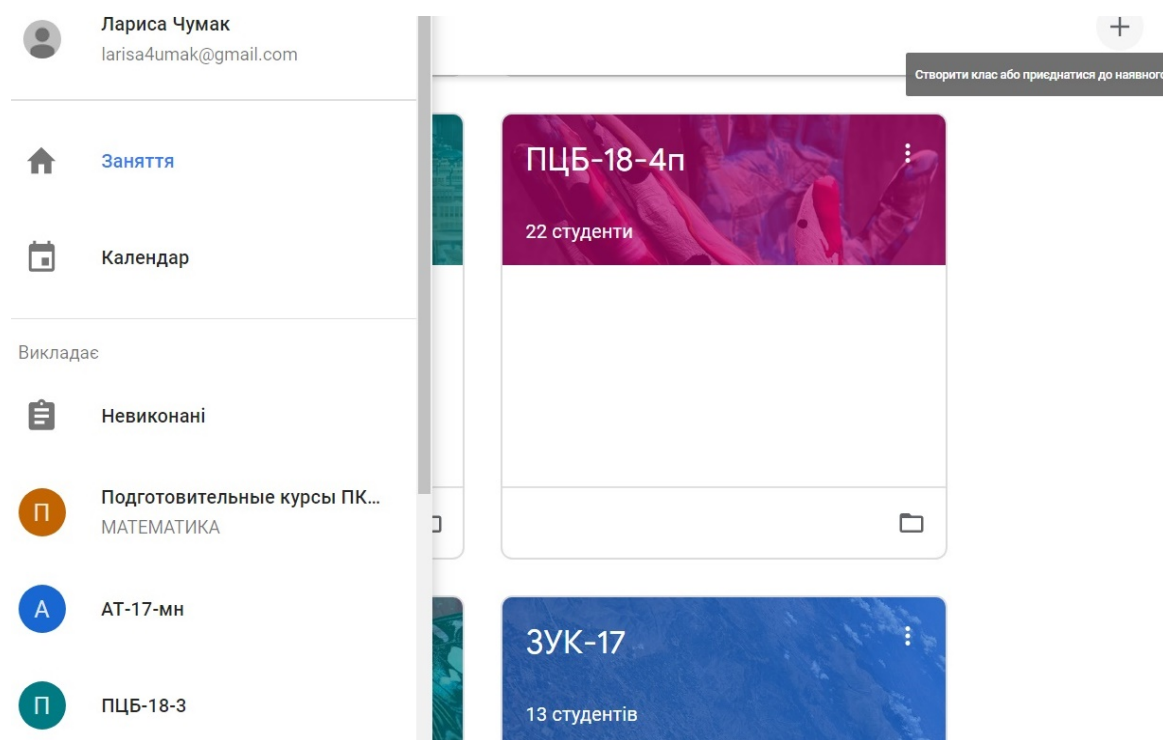 Лариса Чумак
larisa4umak@gmail.com
Створити клас або приєднатися до наявного
Заняття
Календар
Викладає
Невиконані
П
Подготовительные курсы ПК...
МАТЕМАТИКА
А
АТ-17-мн
П
ПЦБ-18-3
ПЦБ-18-4п
22 студенти
ЗУК-17
13 студентів